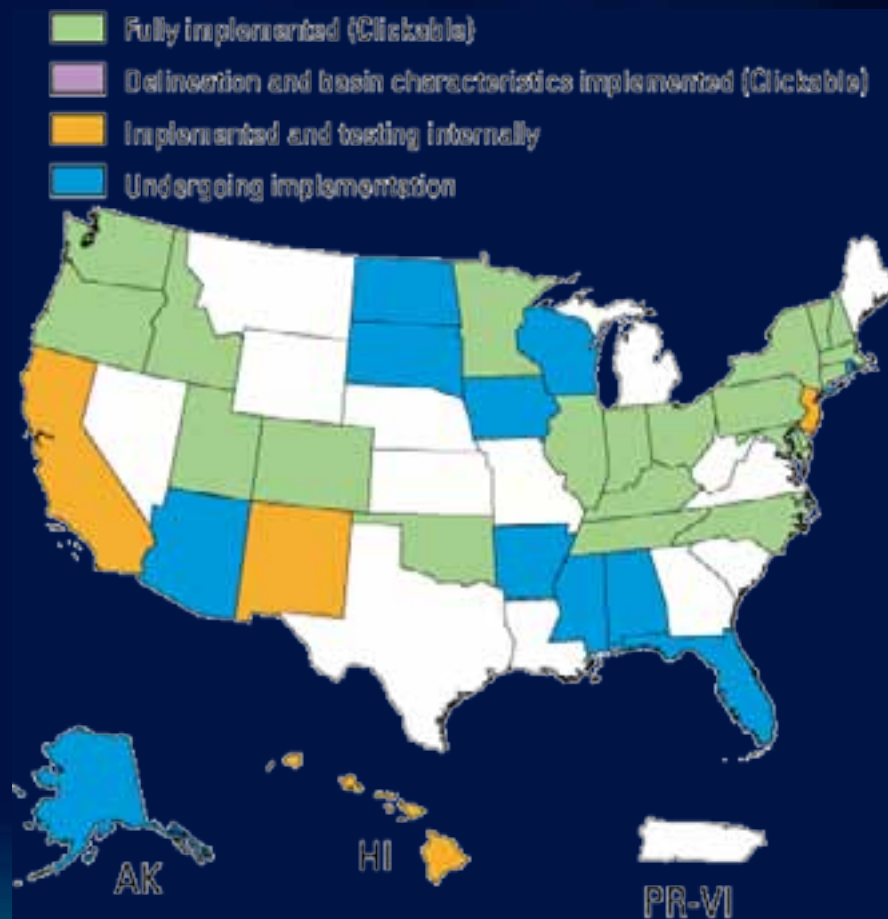 Fully implemented (Clickable)
Delineation and basin characteristics implemented (Clickable)
Implemented and testing internally
Undergoing implementation
AK
HI
PR-VI